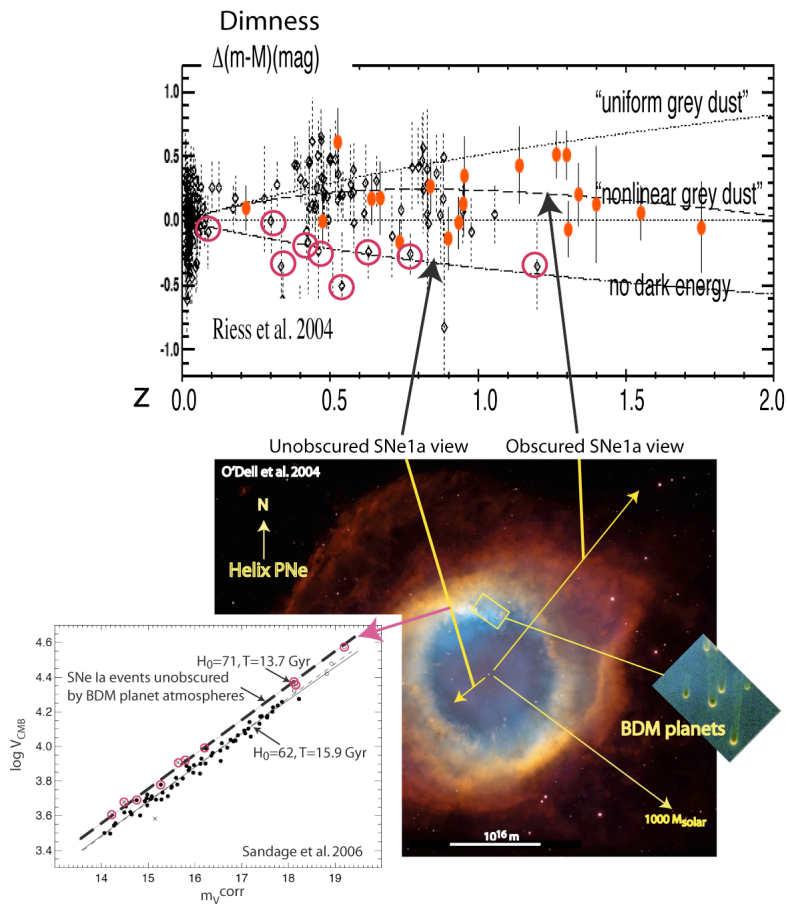 Dimness
Δ(m-M)(mag)
1.0
0.5
0.0
-0.5
-1.0
"uniform grey dust"
"nonlinear grey dust"
no dark energy
Riess et al. 2004
z
0.0
0.5
1.0
1.5
2.0
Unobscured SNe1a view
Obscured SNe1a view
O'Dell et al. 2004
N
Helix PNe
BDM planets
1000 Msolar
10¹⁶ m
4.6
4.4
4.2
4.0
3.8
3.6
3.4
log VCMB
H₀=71, T=13.7 Gyr
SNe Ia events unobscured
by BDM planet atmospheres
H₀=62, T=15.9 Gyr
Sandage et al. 2006
14
15
16
17
18
19
mVcorr